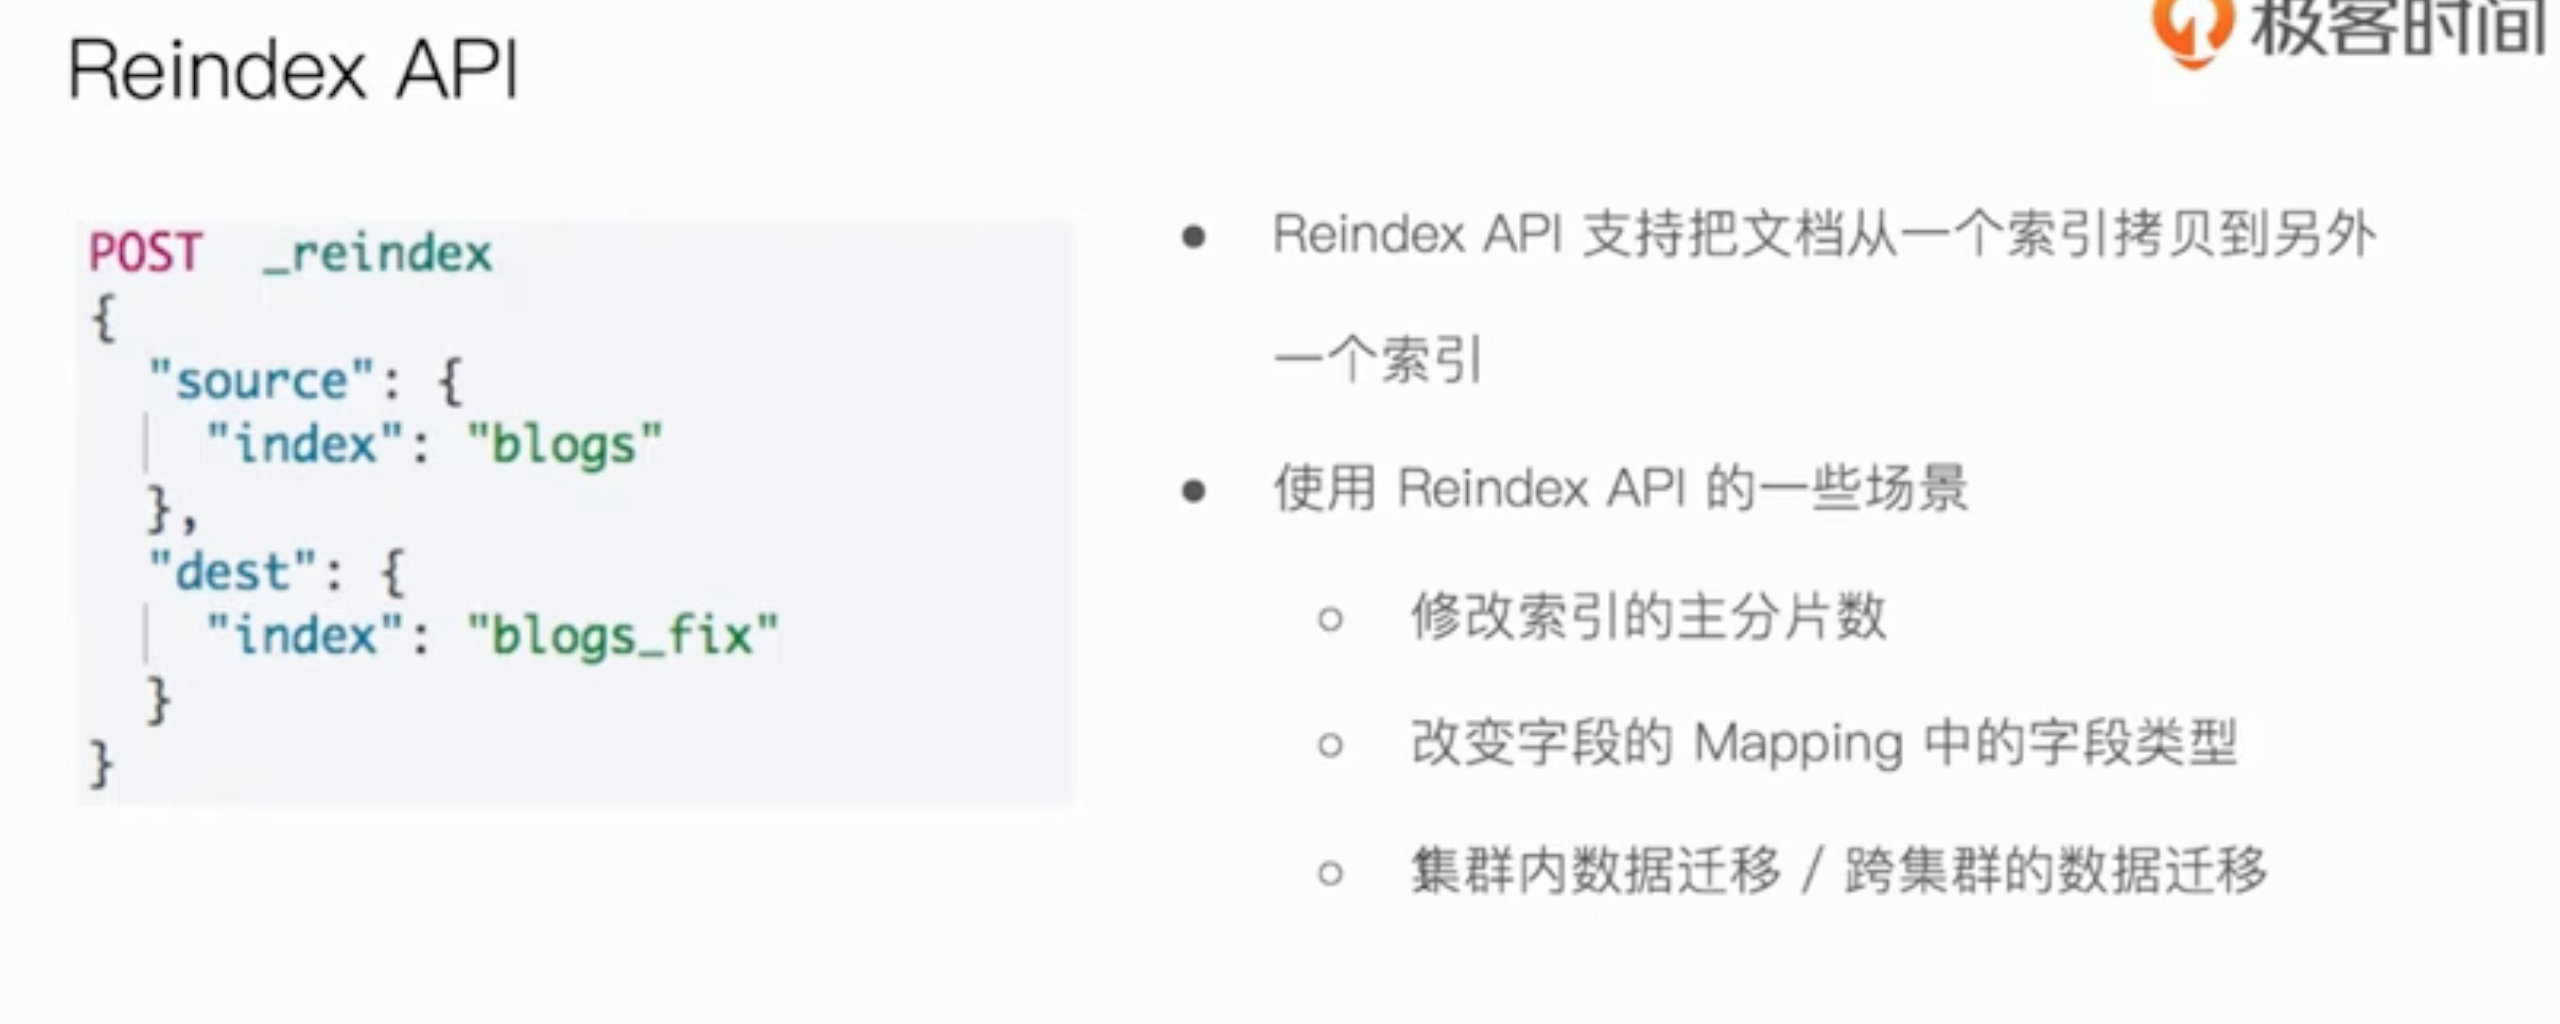 极客时间
Reindex API
POST  _reindex
{
  "source": {
    "index": "blogs"
  },
  "dest": {
    "index": "blogs_fix"
  }
}
● Reindex API 支持把文档从一个索引拷贝到另外
一个索引
● 使用 Reindex API 的一些场景
○ 修改索引的主分片数
○ 改变字段的 Mapping 中的字段类型
○ 集群内数据迁移 / 跨集群的数据迁移